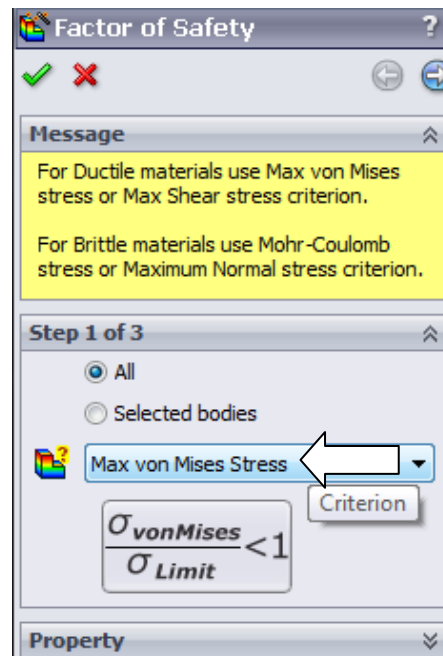 Factor of Safety ?
Message
For Ductile materials use Max von Mises
stress or Max Shear stress criterion.
For Brittle materials use Mohr-Coulomb
stress or Maximum Normal stress criterion.
Step 1 of 3
All
Selected bodies
Max von Mises Stress
Criterion
σ vonMises
σ Limit
<1
Property